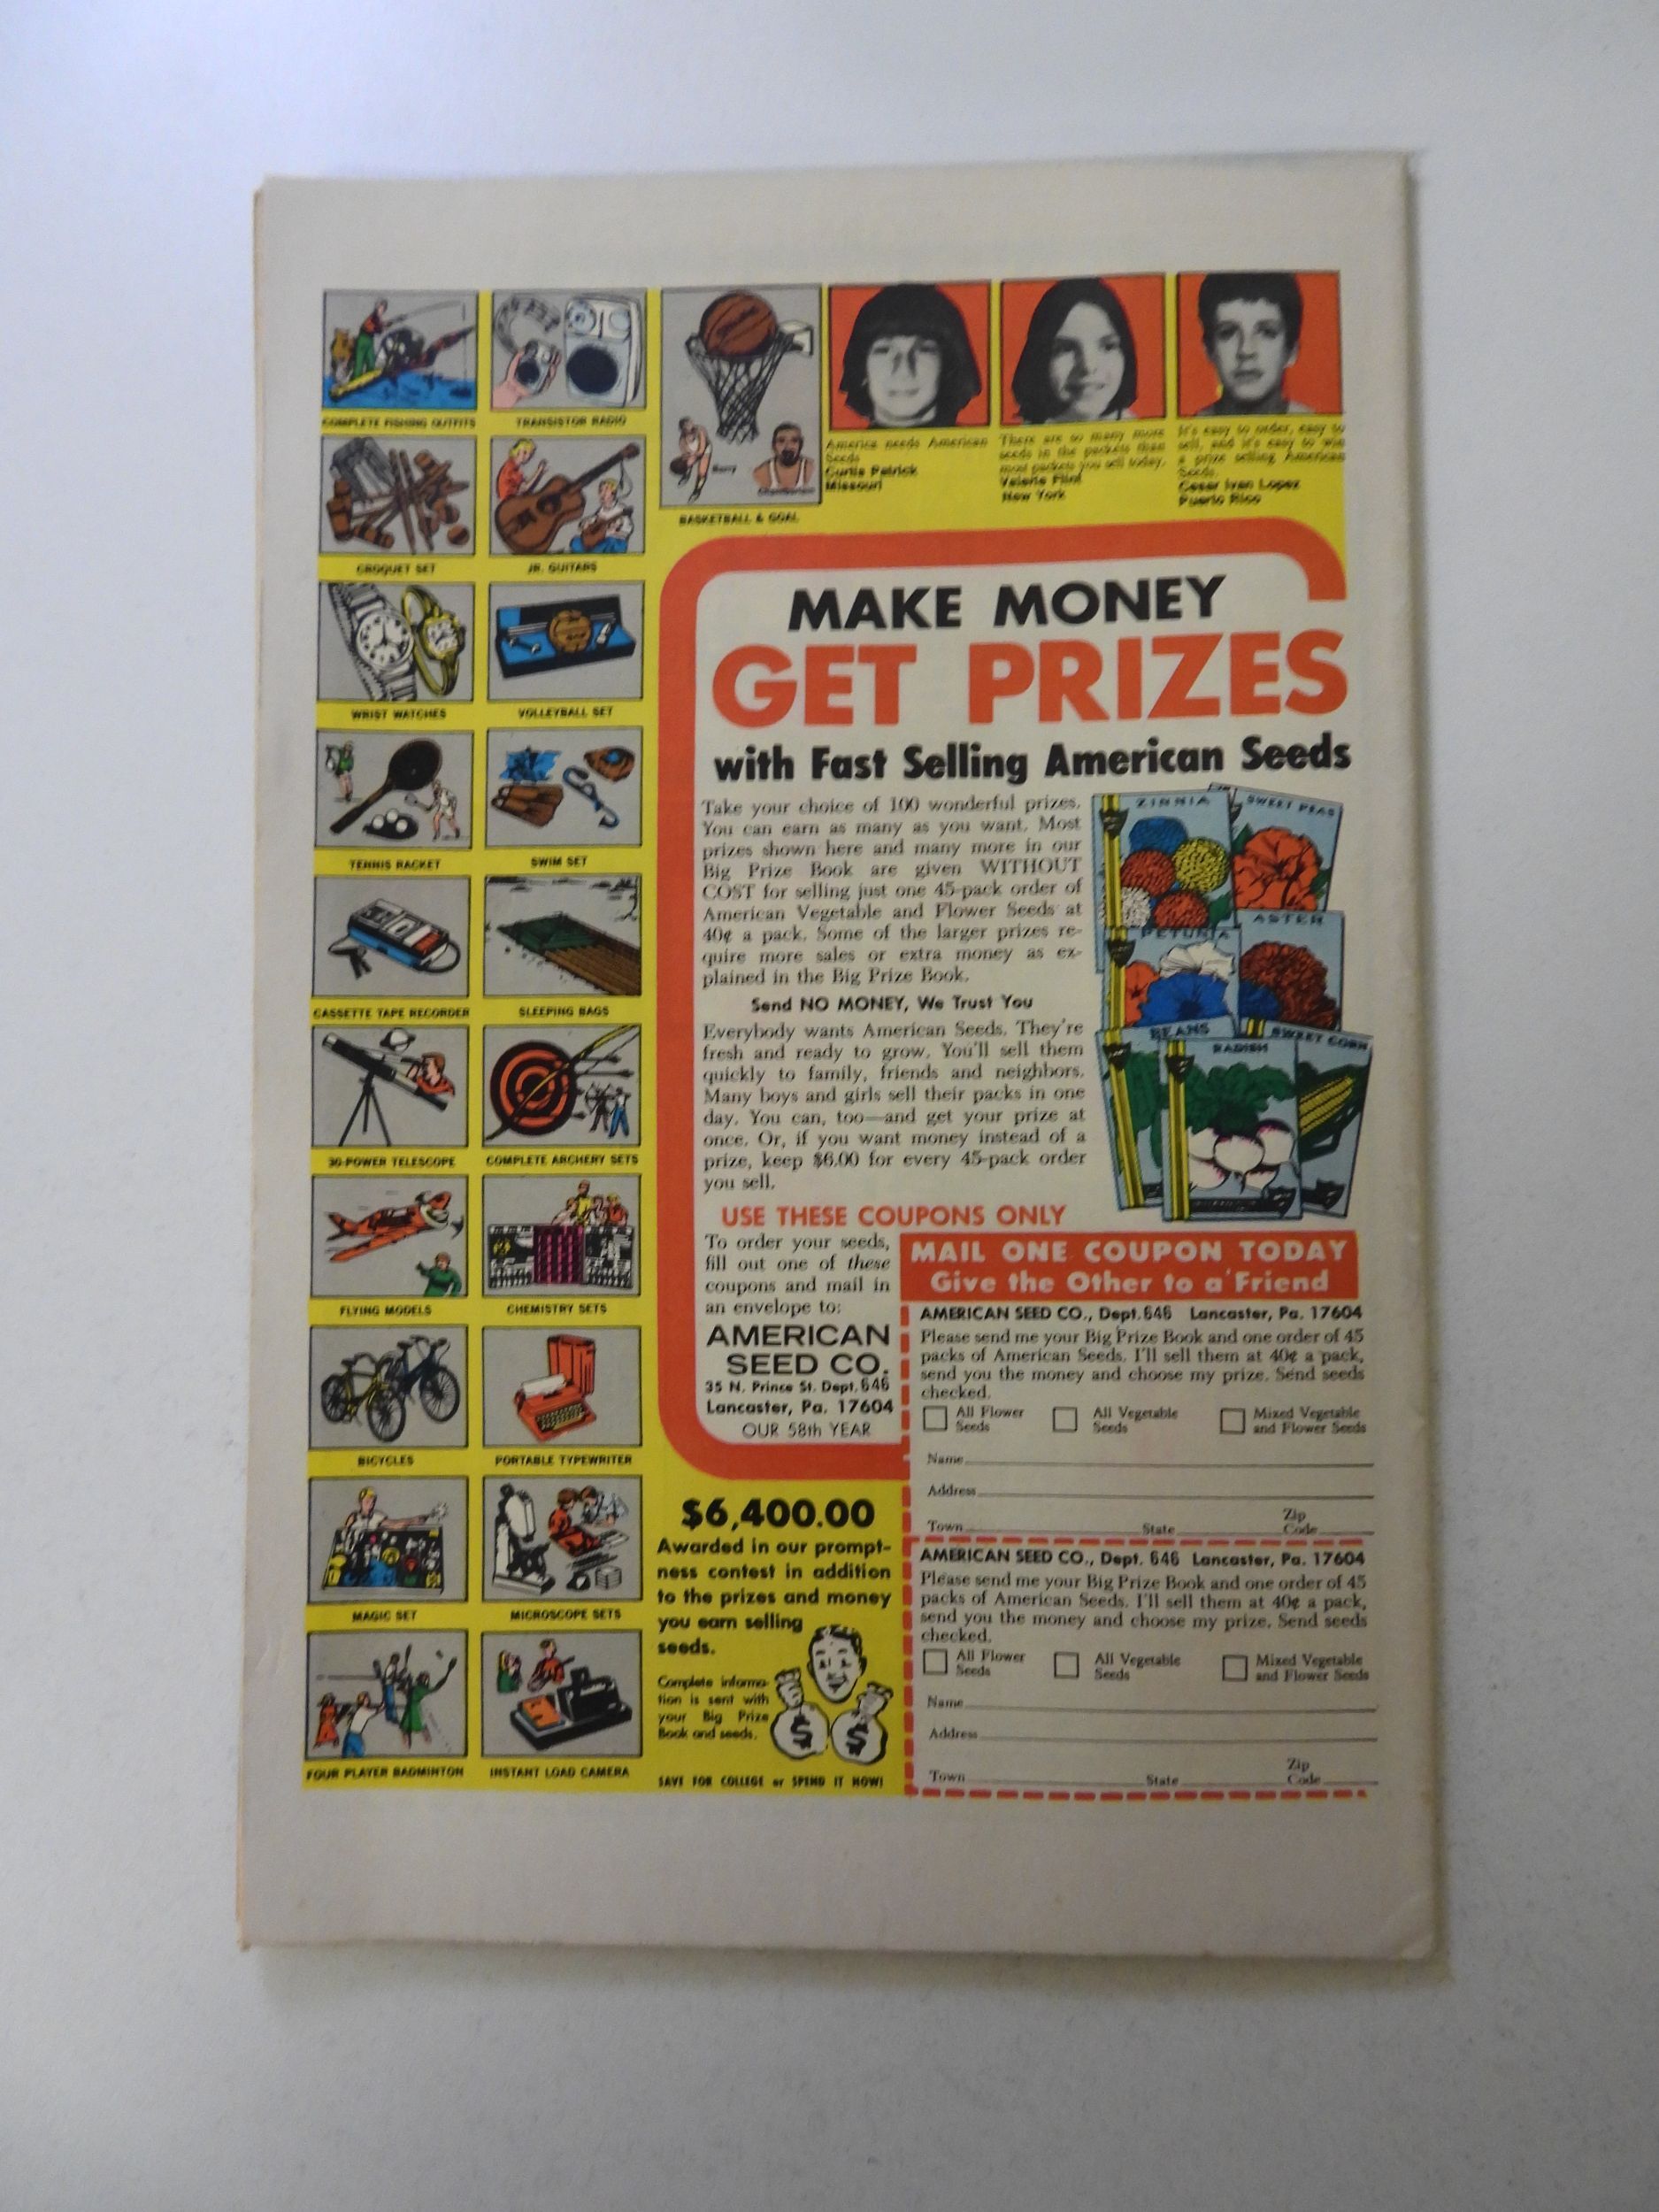 COMPLETE FISHING OUTFITS
TRANSISTOR RADIO
CROQUET SET
JR. GUITARS
WRIST WATCHES
VOLLEYBALL SET
TENNIS RACKET
SWIM SET
CASSETTE TAPE RECORDER
SLEEPING BAGS
30-POWER TELESCOPE
COMPLETE ARCHERY SETS
FLYING MODELS
CHEMISTRY SETS
BICYCLES
PORTABLE TYPEWRITER
MAGIC SET
MICROSCOPE SETS
FOUR PLAYER BADMINTON
INSTANT LOAD CAMERA
Barry
Chamberlain
BASKETBALL & GOAL
America needs American
Seeds
Curtis Patrick
Missouri
There are so many more
seeds in the packets than
most packets you sell today.
Valerie Flint
New York
It's easy to order, easy to
sell, and it's easy to win
a prize selling American
Seeds.
Cesar Ivan Lopez
Puerto Rico
MAKE MONEY
GET PRIZES
with Fast Selling American Seeds
Take your choice of 100 wonderful prizes.
You can earn as many as you want. Most
prizes shown here and many more in our
Big Prize Book are given WITHOUT
COST for selling just one 45-pack order of
American Vegetable and Flower Seeds at
40¢ a pack. Some of the larger prizes re-
quire more sales or extra money as ex-
plained in the Big Prize Book.
Send NO MONEY, We Trust You
Everybody wants American Seeds. They're
fresh and ready to grow. You'll sell them
quickly to family, friends and neighbors.
Many boys and girls sell their packs in one
day. You can, too—and get your prize at
once. Or, if you want money instead of a
prize, keep $6.00 for every 45-pack order
you sell.
ZINNIA
SWEET PEAS
PETUNIA
ASTER
BEANS
RADISH
SWEET CORN
USE THESE COUPONS ONLY
To order your seeds,
fill out one of these
coupons and mail in
an envelope to:
AMERICAN
SEED CO.
35 N. Prince St. Dept. 646
Lancaster, Pa. 17604
OUR 58th YEAR
$6,400.00
Awarded in our prompt-
ness contest in addition
to the prizes and money
you earn selling
seeds.
Complete informa-
tion is sent with
your Big Prize
Book and seeds.
$ $
SAVE FOR COLLEGE or SPEND IT NOW!
MAIL ONE COUPON TODAY
Give the Other to a Friend
AMERICAN SEED CO., Dept. 646 Lancaster, Pa. 17604
Please send me your Big Prize Book and one order of 45
packs of American Seeds. I'll sell them at 40¢ a pack,
send you the money and choose my prize. Send seeds
checked.
All Flower Seeds
All Vegetable Seeds
Mixed Vegetable and Flower Seeds
Name
Address
Town State Zip Code
AMERICAN SEED CO., Dept. 646 Lancaster, Pa. 17604
Please send me your Big Prize Book and one order of 45
packs of American Seeds. I'll sell them at 40¢ a pack,
send you the money and choose my prize. Send seeds
checked.
All Flower Seeds
All Vegetable Seeds
Mixed Vegetable and Flower Seeds
Name
Address
Town State Zip Code